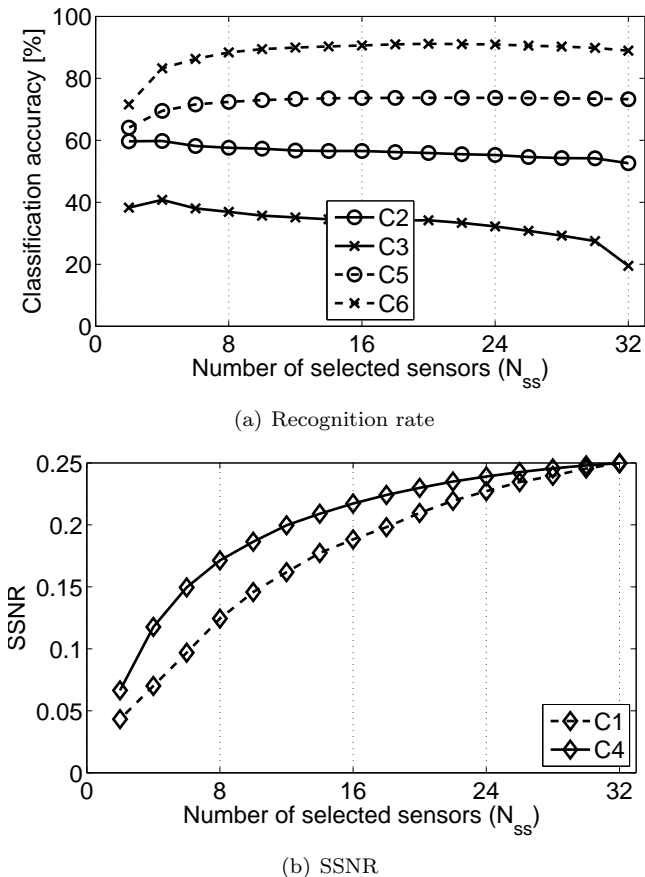 Classification accuracy [%]
100
80
60
40
20
0
C2
C3
C5
C6
0 8 16 24 32
Number of selected sensors (N_ss)
(a) Recognition rate
SSNR
0.25
0.2
0.15
0.1
0.05
0
C1
C4
0 8 16 24 32
Number of selected sensors (N_ss)
(b) SSNR